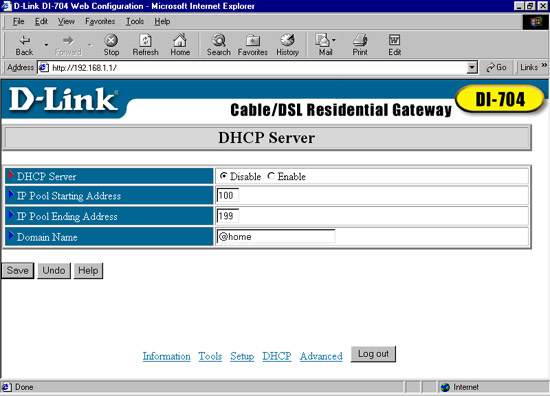 D-Link DI-704 Web Configuration - Microsoft Internet Explorer
File Edit View Favorites Tools Help
Back Forward Stop Refresh Home Search Favorites History Mail Print Edit
Address http://192.168.1.1/ Go Links »
D-Link
Cable/DSL Residential Gateway DI-704
DHCP Server
DHCP Server Disable Enable
IP Pool Starting Address 100
IP Pool Ending Address 199
Domain Name @home
Save Undo Help
Information Tools Setup DHCP Advanced Log out
Done Internet